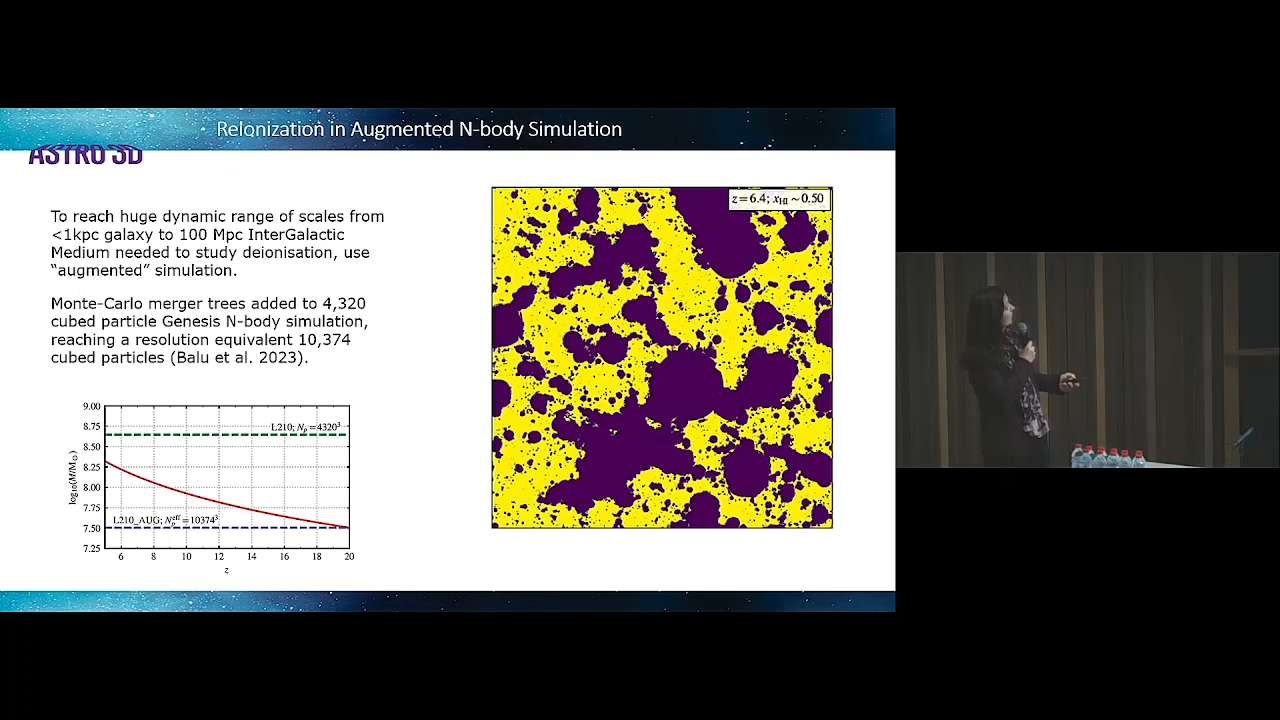 Reionization in Augmented N-body Simulation
ASTRO 3D
To reach huge dynamic range of scales from
<1kpc galaxy to 100 Mpc InterGalactic
Medium needed to study deionisation, use
“augmented” simulation.
Monte-Carlo merger trees added to 4,320
cubed particle Genesis N-body simulation,
reaching a resolution equivalent 10,374
cubed particles (Balu et al. 2023).
z=6.4; xHI ~0.50
9.00
8.75
8.50
8.25
8.00
7.75
7.50
7.25
log10(M/M⊙)
L210; Np=4320³
L210_AUG; Np^eff=10374³
6 8 10 12 14 16 18 20
z